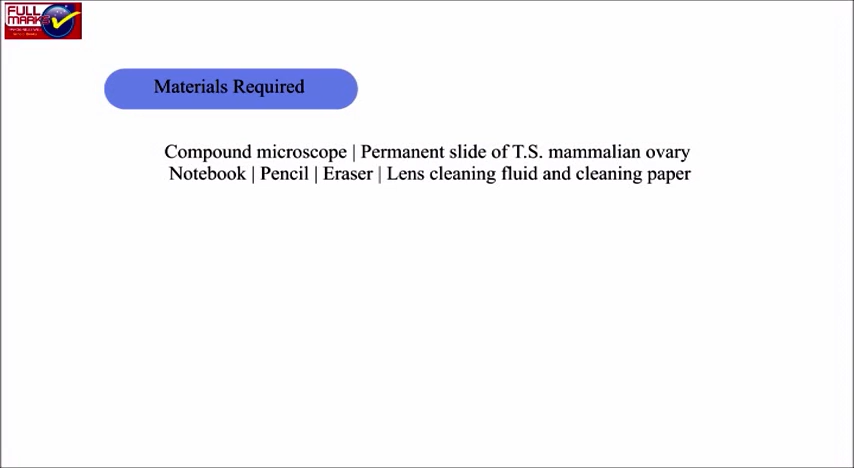 FULL
MARKS
Materials Required
Compound microscope | Permanent slide of T.S. mammalian ovary
Notebook | Pencil | Eraser | Lens cleaning fluid and cleaning paper